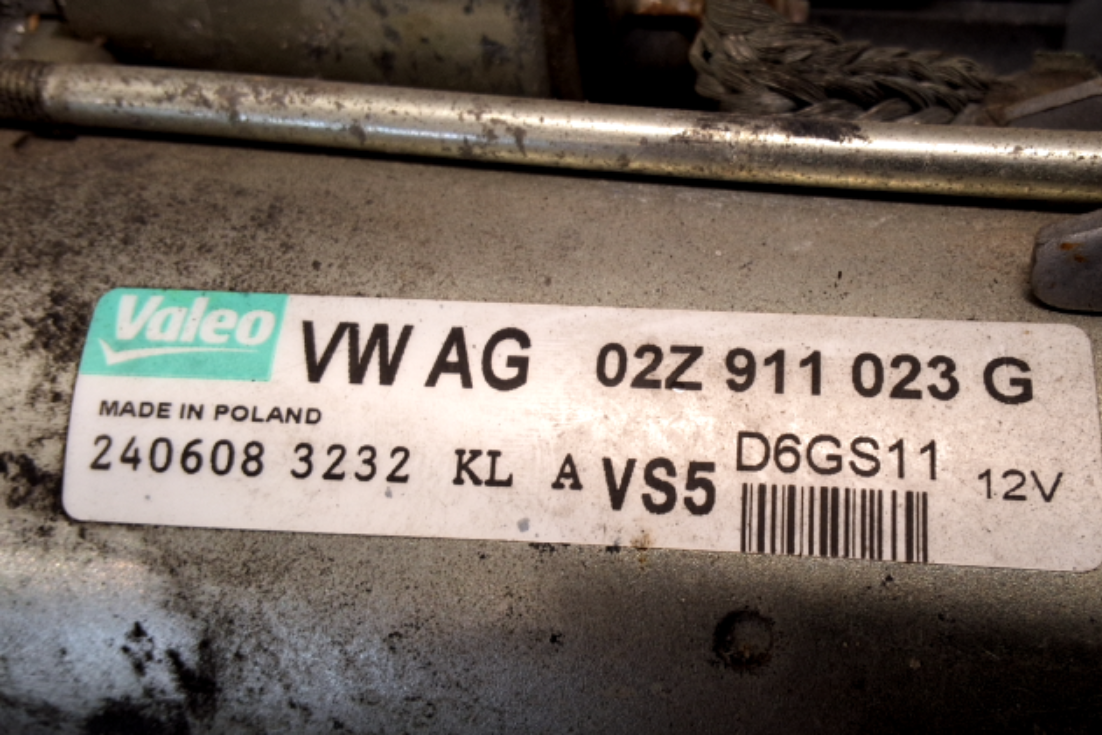 Valeo VW AG 02Z 911 023 G
MADE IN POLAND
240608 3232 KL A VS5 D6GS11 12V